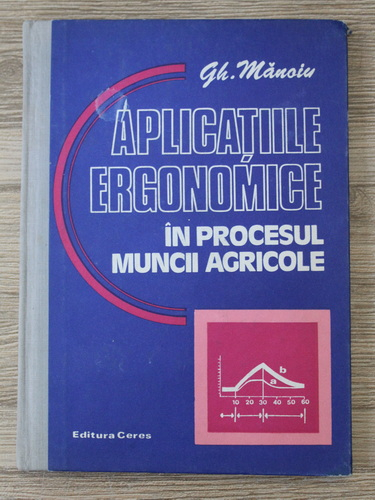 Gh. Mănoiu
APLICAȚIILE
ERGONOMICE
ÎN PROCESUL
MUNCII AGRICOLE
b
a
10 20 30 40 50 60
Editura Ceres